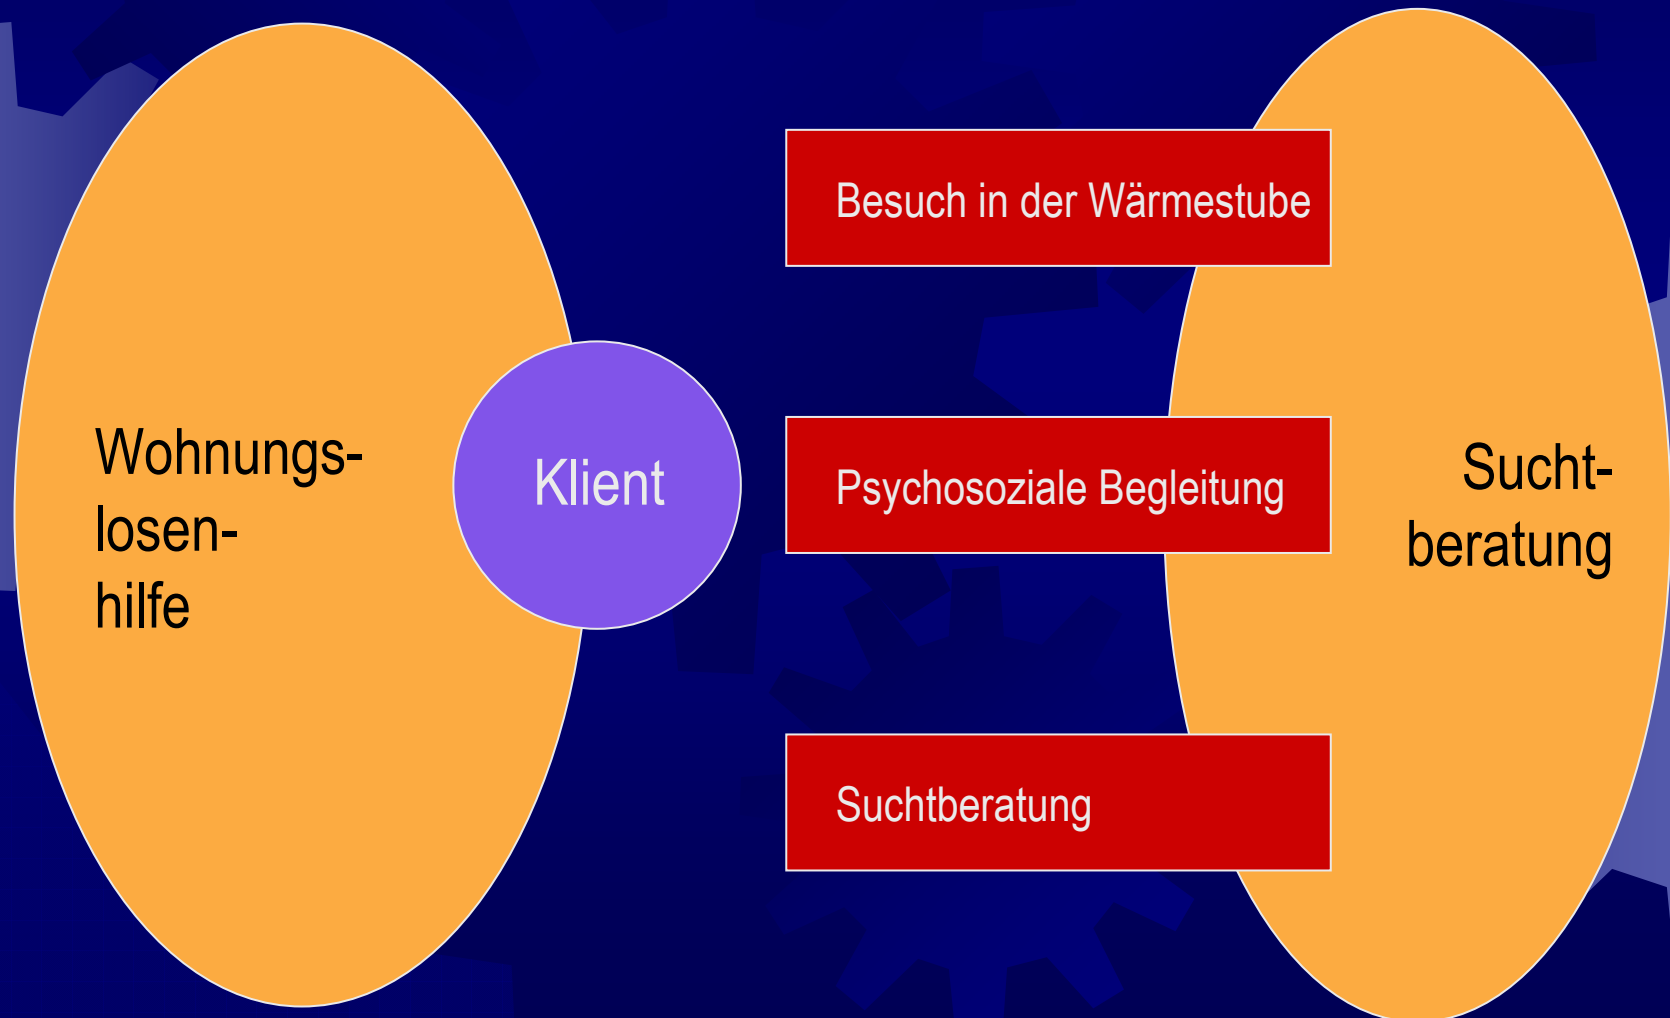 Wohnungs-
losen-
hilfe
Klient
Besuch in der Wärmestube
Psychosoziale Begleitung
Suchtberatung
Sucht-
beratung